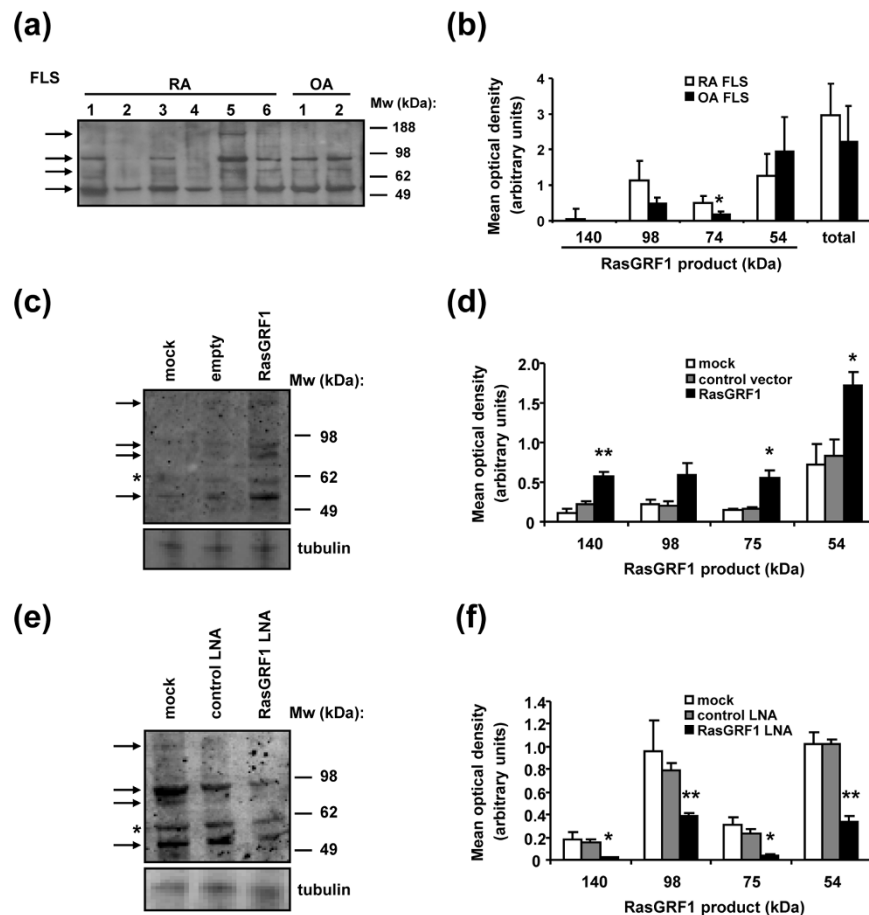 (a)
FLS
RA
OA
1 2 3 4 5 6 1 2
Mw (kDa):
188
98
62
49
(b)
RA FLS
OA FLS
Mean optical density
(arbitrary units)
4
3
2
1
0
*
140 98 74 54 total
RasGRF1 product (kDa)
(c)
mock
empty
RasGRF1
Mw (kDa):
98
*
62
49
tubulin
(d)
mock
control vector
RasGRF1
Mean optical density
(arbitrary units)
2.0
1.5
1.0
0.5
0
** * *
140 98 75 54
RasGRF1 product (kDa)
(e)
mock
control LNA
RasGRF1 LNA
Mw (kDa):
98
62
*
49
tubulin
(f)
mock
control LNA
RasGRF1 LNA
Mean optical density
(arbitrary units)
1.4
1.2
1.0
0.8
0.6
0.4
0.2
0
* ** * **
140 98 75 54
RasGRF1 product (kDa)